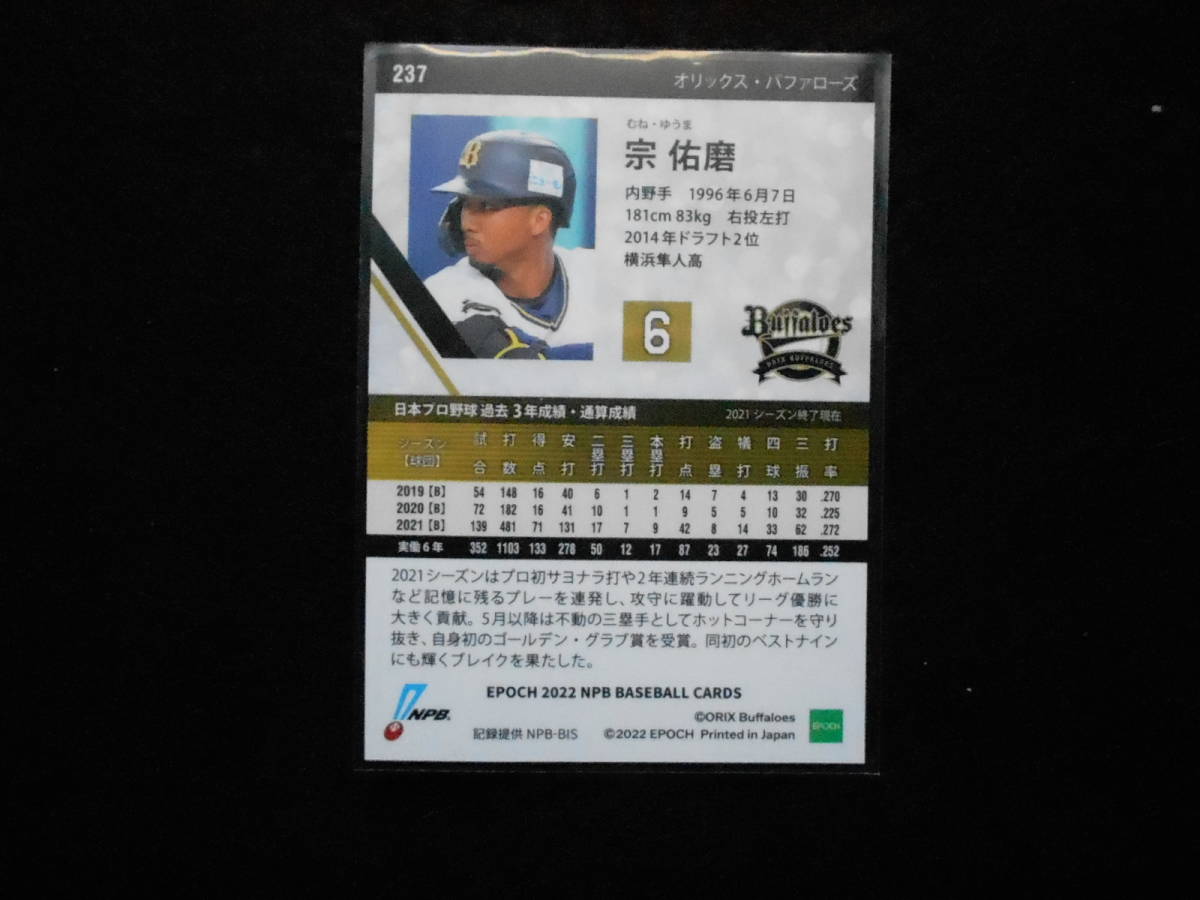 237
オリックス・バファローズ
むね・ゆうま
宗 佑磨
内野手 1996年6月7日
181cm 83kg 右投左打
2014年ドラフト2位
横浜隼人高
B
6
Buffaloes
ORIX BUFFALOES
日本プロ野球 過去 3年成績・通算成績 2021 シーズン終了現在
シーズン【球団】 試合 打数 得点 安打 二塁打 三塁打 本塁打 打点 盗塁 犠打 四球 三振 打率
2019【B】 54 148 16 40 6 1 2 14 7 4 13 30 .270
2020【B】 72 182 16 41 10 1 1 9 5 5 10 32 .225
2021【B】 139 481 71 131 17 7 9 42 8 14 33 62 .272
実働6年 352 1103 133 278 50 12 17 87 23 27 74 186 .252
2021シーズンはプロ初サヨナラ打や2年連続ランニングホームラン
など記憶に残るプレーを連発し、攻守に躍動してリーグ優勝に
大きく貢献。5月以降は不動の三塁手としてホットコーナーを守り
抜き、自身初のゴールデン・グラブ賞を受賞。同初のベストナイン
にも輝くブレイクを果たした。
EPOCH 2022 NPB BASEBALL CARDS
NPB
©ORIX Buffaloes
記録提供 NPB-BIS ©2022 EPOCH Printed in Japan
EPOCH